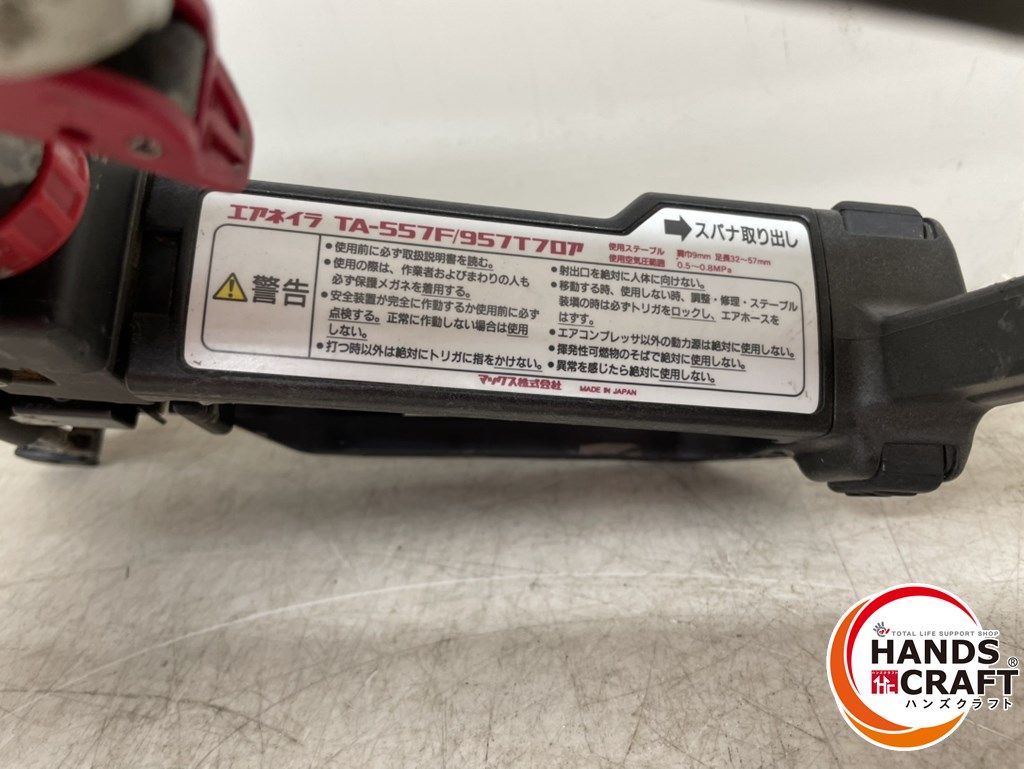 エアネイラ TA-557F/957Tフロア
使用ステープル 肩巾9mm 足長32～57mm
使用空気圧範囲 0.5～0.8MPa
スパナ取り出し
警告
●使用前に必ず取扱説明書を読む。
●使用の際は、作業者およびまわりの人も
必ず保護メガネを着用する。
●安全装置が完全に作動するか使用前に必ず
点検する。正常に作動しない場合は使用
しない。
●打つ時以外は絶対にトリガに指をかけない。
●射出口を絶対に人体に向けない。
●移動する時、使用しない時、調整・修理・ステープル
装填の時は必ずトリガをロックし、エアホースを
はずす。
●エアコンプレッサ以外の動力源は絶対に使用しない。
●揮発性可燃物のそばで絶対に使用しない。
●異常を感じたら絶対に使用しない。
マックス株式会社 MADE IN JAPAN
TOTAL LIFE SUPPORT SHOP
HANDS
CRAFT®
ハンズクラフト